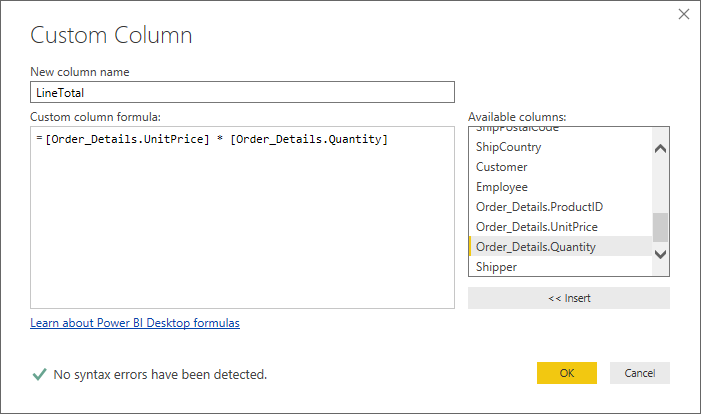 Custom Column
New column name
LineTotal
Custom column formula:
= [Order_Details.UnitPrice] * [Order_Details.Quantity]
Available columns:
ShipPostalCode
ShipCountry
Customer
Employee
Order_Details.ProductID
Order_Details.UnitPrice
Order_Details.Quantity
Shipper
<< Insert
Learn about Power BI Desktop formulas
No syntax errors have been detected.
OK
Cancel